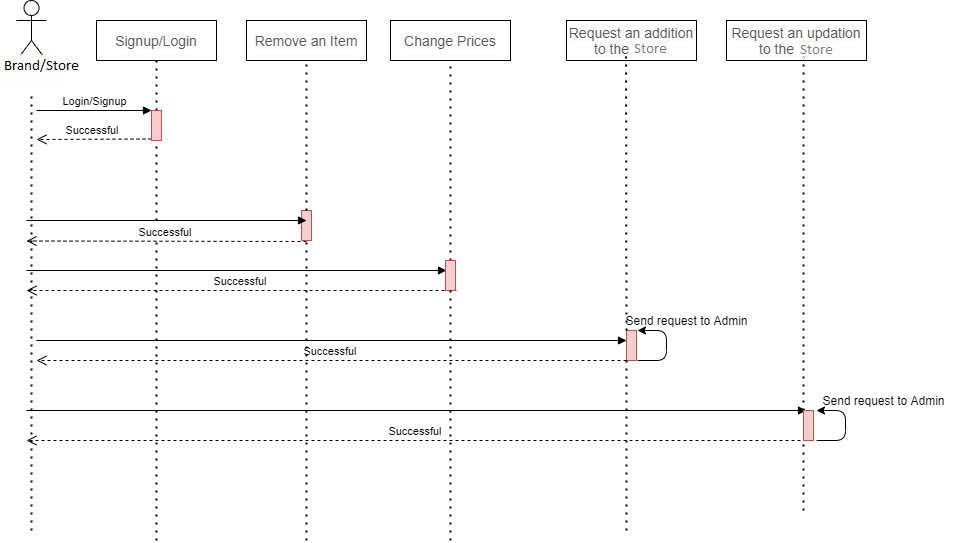 Brand/Store
Signup/Login
Remove an Item
Change Prices
Request an addition
to the Store
Request an updation
to the Store
Login/Signup
Successful
Successful
Successful
Send request to Admin
Successful
Send request to Admin
Successful